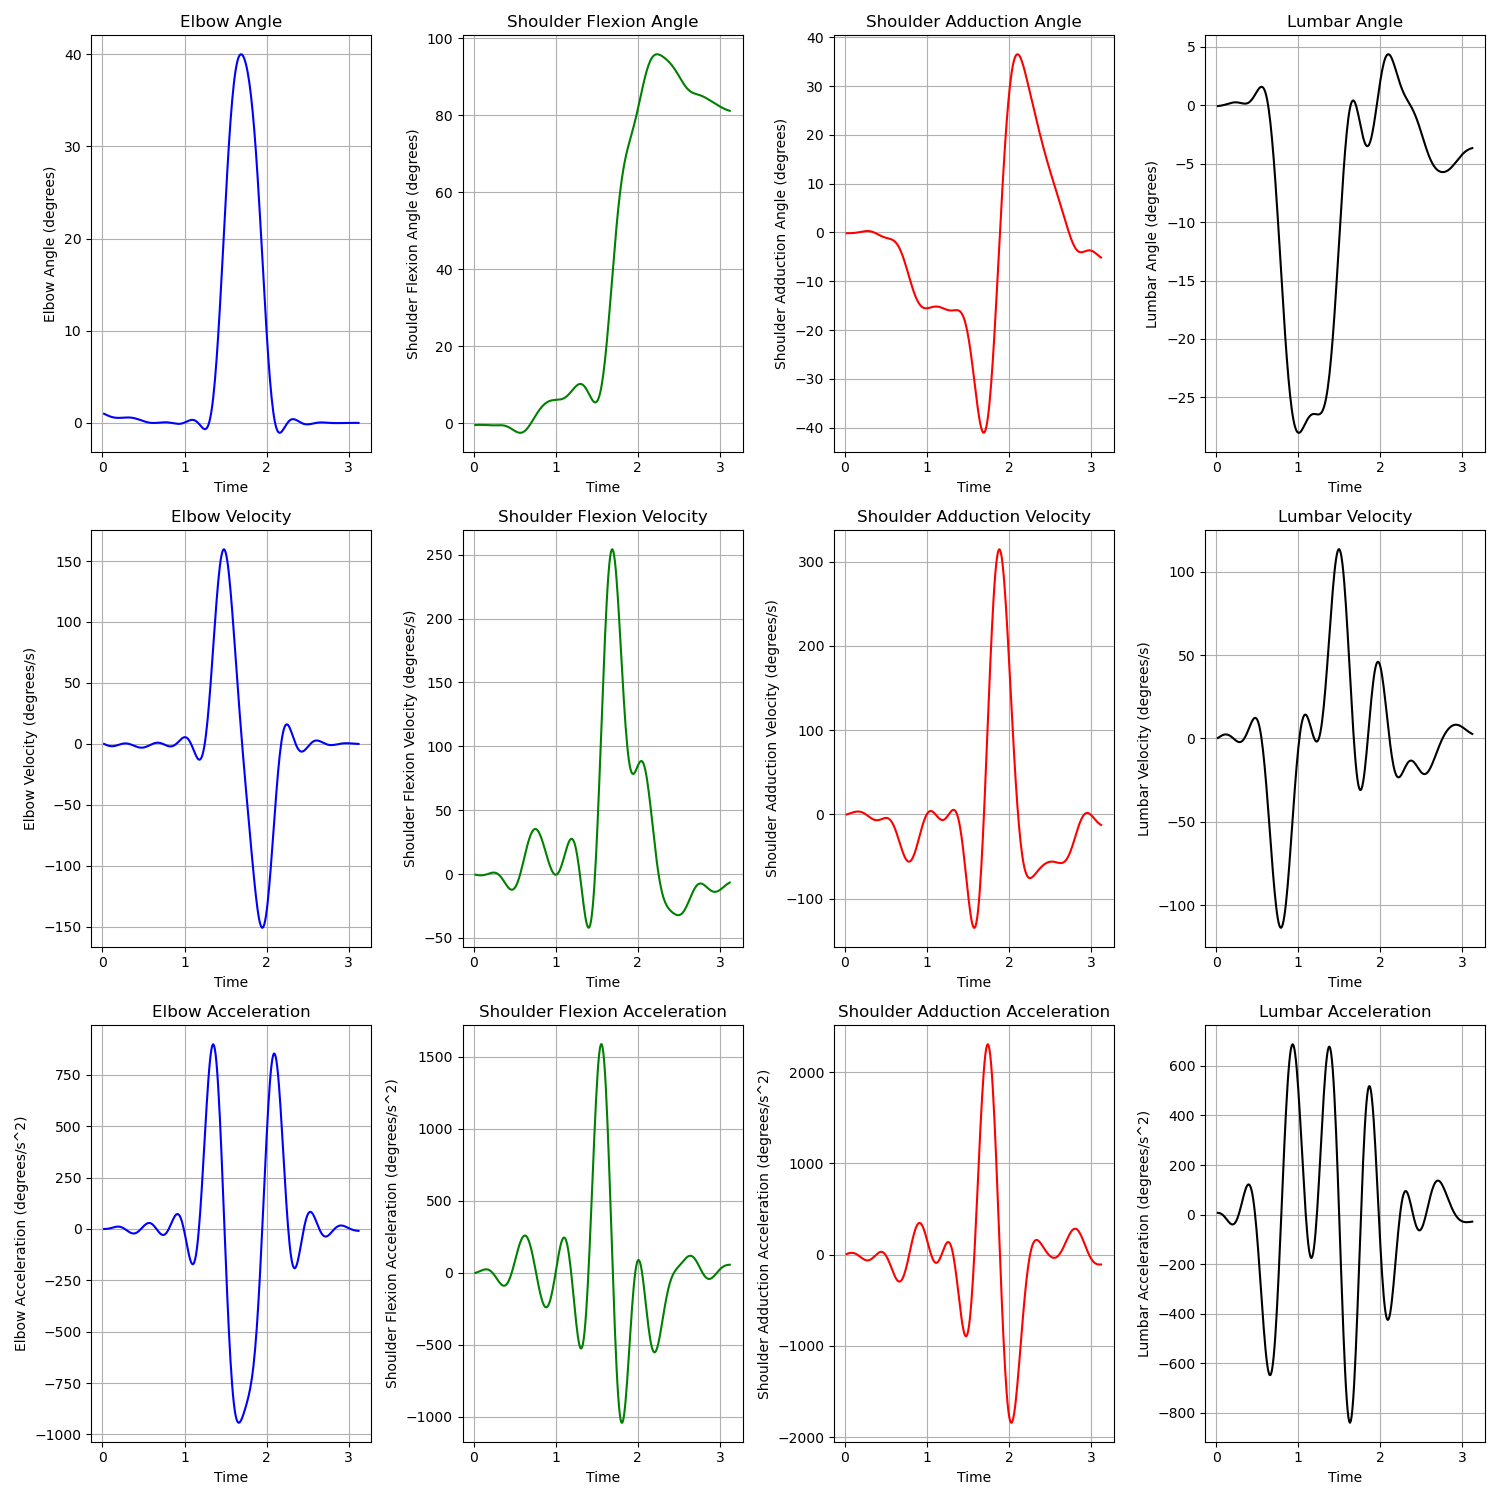 Elbow Angle
Elbow Angle (degrees)
40
30
20
10
0
0 1 2 3
Time
Shoulder Flexion Angle
Shoulder Flexion Angle (degrees)
100
80
60
40
20
0
0 1 2 3
Time
Shoulder Adduction Angle
Shoulder Adduction Angle (degrees)
40
30
20
10
0
−10
−20
−30
−40
0 1 2 3
Time
Lumbar Angle
Lumbar Angle (degrees)
5
0
−5
−10
−15
−20
−25
0 1 2 3
Time
Elbow Velocity
Elbow Velocity (degrees/s)
150
100
50
0
−50
−100
−150
0 1 2 3
Time
Shoulder Flexion Velocity
Shoulder Flexion Velocity (degrees/s)
250
200
150
100
50
0
−50
0 1 2 3
Time
Shoulder Adduction Velocity
Shoulder Adduction Velocity (degrees/s)
300
200
100
0
−100
0 1 2 3
Time
Lumbar Velocity
Lumbar Velocity (degrees/s)
100
50
0
−50
−100
0 1 2 3
Time
Elbow Acceleration
Elbow Acceleration (degrees/s^2)
750
500
250
0
−250
−500
−750
−1000
0 1 2 3
Time
Shoulder Flexion Acceleration
Shoulder Flexion Acceleration (degrees/s^2)
1500
1000
500
0
−500
−1000
0 1 2 3
Time
Shoulder Adduction Acceleration
Shoulder Adduction Acceleration (degrees/s^2)
2000
1000
0
−1000
−2000
0 1 2 3
Time
Lumbar Acceleration
Lumbar Acceleration (degrees/s^2)
600
400
200
0
−200
−400
−600
−800
0 1 2 3
Time